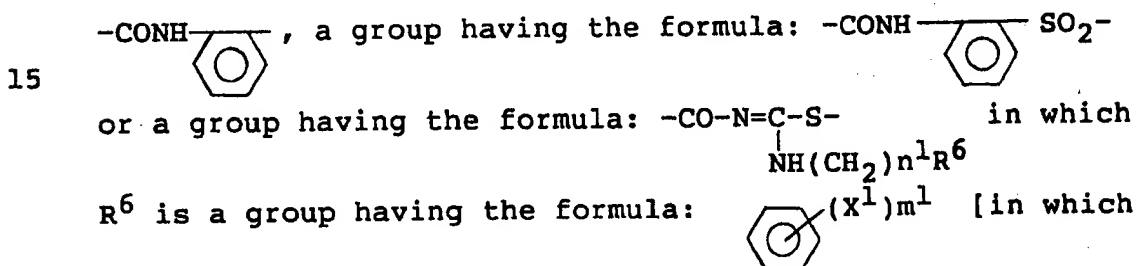 -CONH-, a group having the formula: -CONH- SO₂-
15
or a group having the formula: -CO-N=C-S- in which
NH(CH₂)n¹R⁶
R⁶ is a group having the formula: (X¹)m¹ [in which